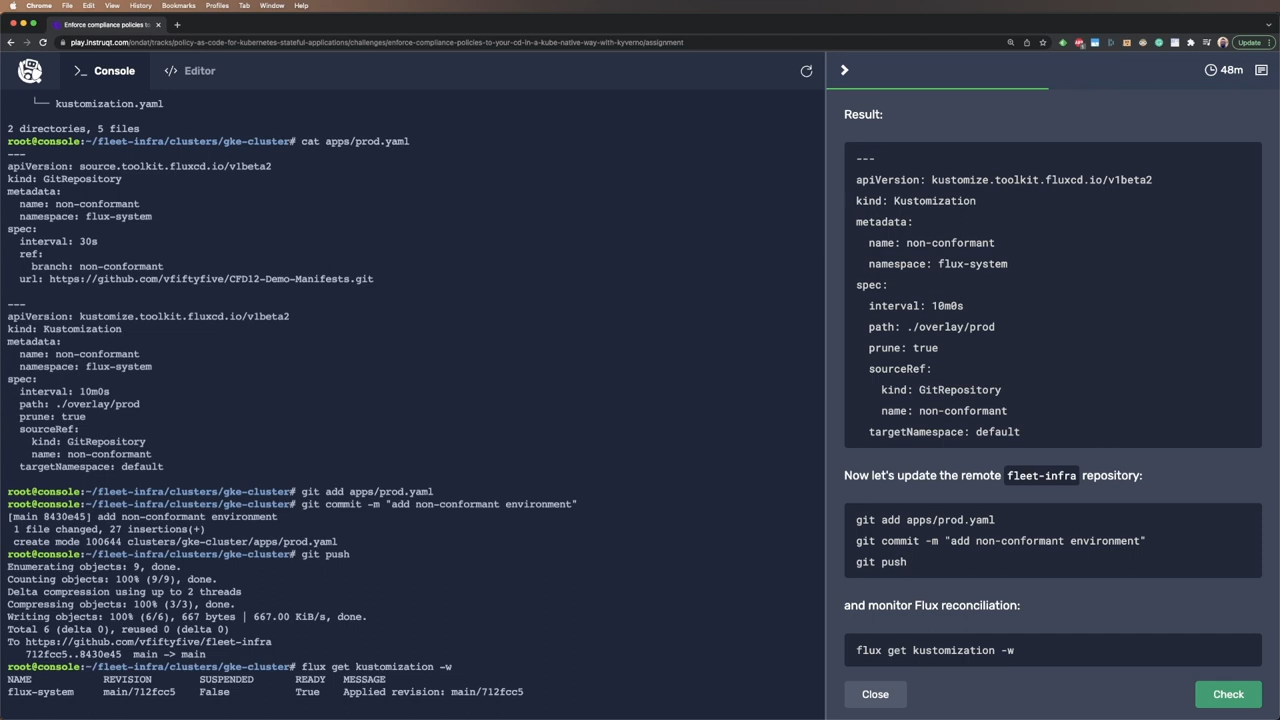 Chrome File Edit View History Bookmarks Profiles Tab Window Help
Enforce compliance policies to
play.instruqt.com/ondat/tracks/policy-as-code-for-kubernetes-stateful-applications/challenges/enforce-compliance-policies-to-your-cd-in-a-kube-native-way-with-kyverno/assignment
Update
>_ Console
</> Editor
48m
└── kustomization.yaml
2 directories, 5 files
root@console:~/fleet-infra/clusters/gke-cluster# cat apps/prod.yaml
---
apiVersion: source.toolkit.fluxcd.io/v1beta2
kind: GitRepository
metadata:
  name: non-conformant
  namespace: flux-system
spec:
  interval: 30s
  ref:
    branch: non-conformant
  url: https://github.com/vfiftyfive/CFD12-Demo-Manifests.git
---
apiVersion: kustomize.toolkit.fluxcd.io/v1beta2
kind: Kustomization
metadata:
  name: non-conformant
  namespace: flux-system
spec:
  interval: 10m0s
  path: ./overlay/prod
  prune: true
  sourceRef:
    kind: GitRepository
    name: non-conformant
  targetNamespace: default
root@console:~/fleet-infra/clusters/gke-cluster# git add apps/prod.yaml
root@console:~/fleet-infra/clusters/gke-cluster# git commit -m "add non-conformant environment"
[main 8430e45] add non-conformant environment
 1 file changed, 27 insertions(+)
 create mode 100644 clusters/gke-cluster/apps/prod.yaml
root@console:~/fleet-infra/clusters/gke-cluster# git push
Enumerating objects: 9, done.
Counting objects: 100% (9/9), done.
Delta compression using up to 2 threads
Compressing objects: 100% (3/3), done.
Writing objects: 100% (6/6), 667 bytes | 667.00 KiB/s, done.
Total 6 (delta 0), reused 0 (delta 0)
To https://github.com/vfiftyfive/fleet-infra
   712fcc5..8430e45  main -> main
root@console:~/fleet-infra/clusters/gke-cluster# flux get kustomization -w
NAME REVISION SUSPENDED READY MESSAGE
flux-system main/712fcc5 False True Applied revision: main/712fcc5
Result:
---
apiVersion: kustomize.toolkit.fluxcd.io/v1beta2
kind: Kustomization
metadata:
  name: non-conformant
  namespace: flux-system
spec:
  interval: 10m0s
  path: ./overlay/prod
  prune: true
  sourceRef:
    kind: GitRepository
    name: non-conformant
  targetNamespace: default
Now let's update the remote fleet-infra repository:
git add apps/prod.yaml
git commit -m "add non-conformant environment"
git push
and monitor Flux reconciliation:
flux get kustomization -w
Close
Check